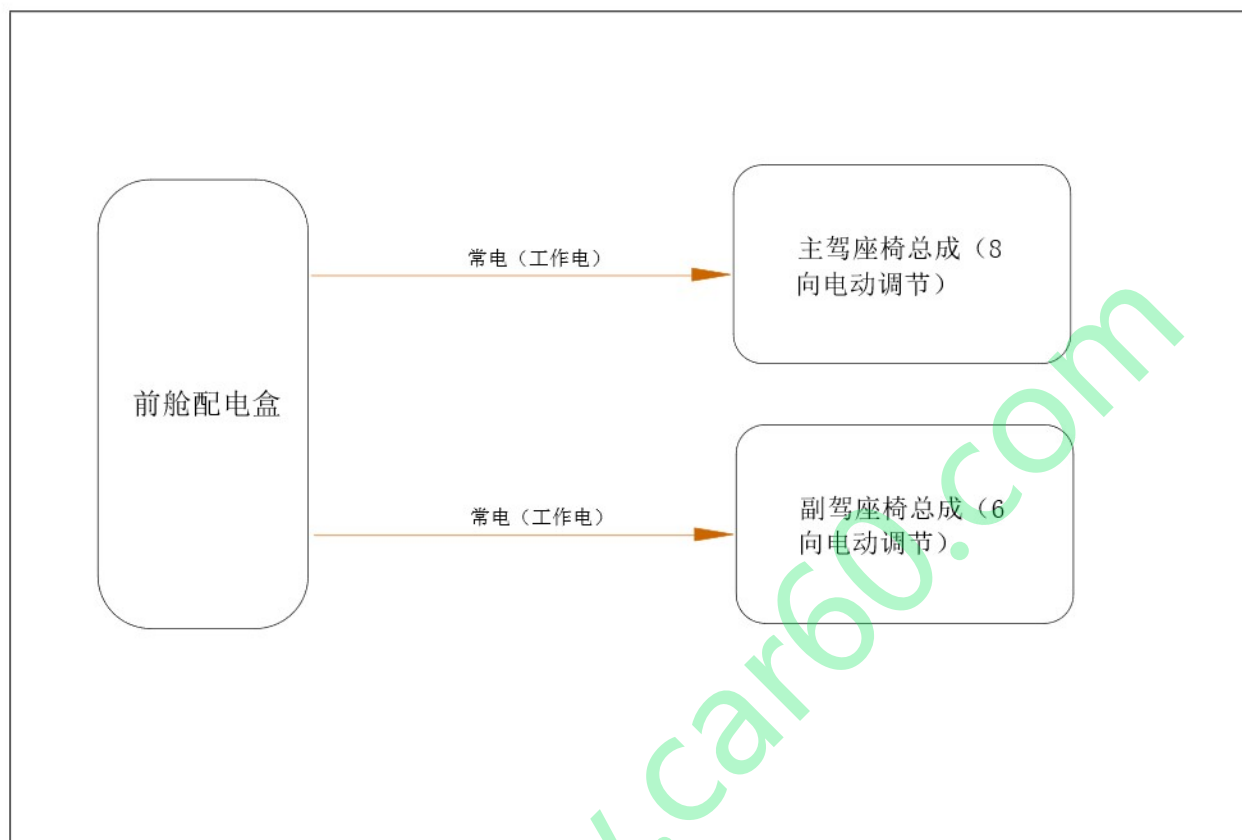 常电（工作电）
主驾座椅总成（8
向电动调节）
前舱配电盒
常电（工作电）
副驾座椅总成（6
向电动调节）
.car60.com